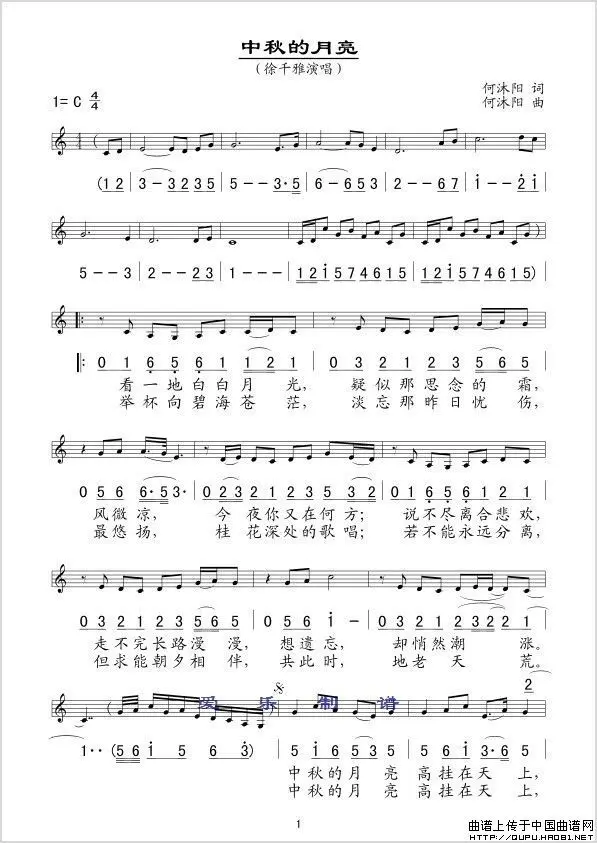 中秋的月亮
（徐千雅演唱）
何沐阳 词
1= C 4/4
何沐阳 曲
(1 2 | 3 - 3 2 3 5 | 5 - - 3·5 | 6 - 6 5 3 | 2 - - 6 7 | i - - 2 i |
5 - - 3 | 2 - - 2 3 | 1 - - - | 1 0 1 2 i 5 7 4 6 1 5 | 1 0 1 2 i 5 7 4 6 1 5 )
‖: 0 1 6 5 6 1 1 2 1 | 0 3 2 1 2 3 5 6 5 |
看一地白白月光， 疑似那思念的霜，
举杯向碧海苍茫， 淡忘那昨日忧伤，
0 5 6 6·5 3· | 0 2 3 2 3 2 3 5 3 2 | 0 1 6 5 6 1 2 1 |
风微凉， 今夜你又在何方； 说不尽离合悲欢，
最悠扬， 桂花深处的歌唱； 若不能永远分离，
0 3 2 1 2 3 5 6 5 | 0 2 3 2 1 | 0 3 2 1 2 3 2 2 |
走不完长路漫漫， 想遗忘， 却悄然潮涨。
但求能朝夕相伴， 共此时， 地老天荒。
2
爱乐制谱
1·· (5 6 i 5 6 3·) | 5 5 i 6 5 | 3 5 3 5 6 2 |
中秋的月亮高挂在天上，
中秋的月亮高挂在天上，
1
曲谱上传于中国曲谱网
HTTP://QUPU.HAO81.NET